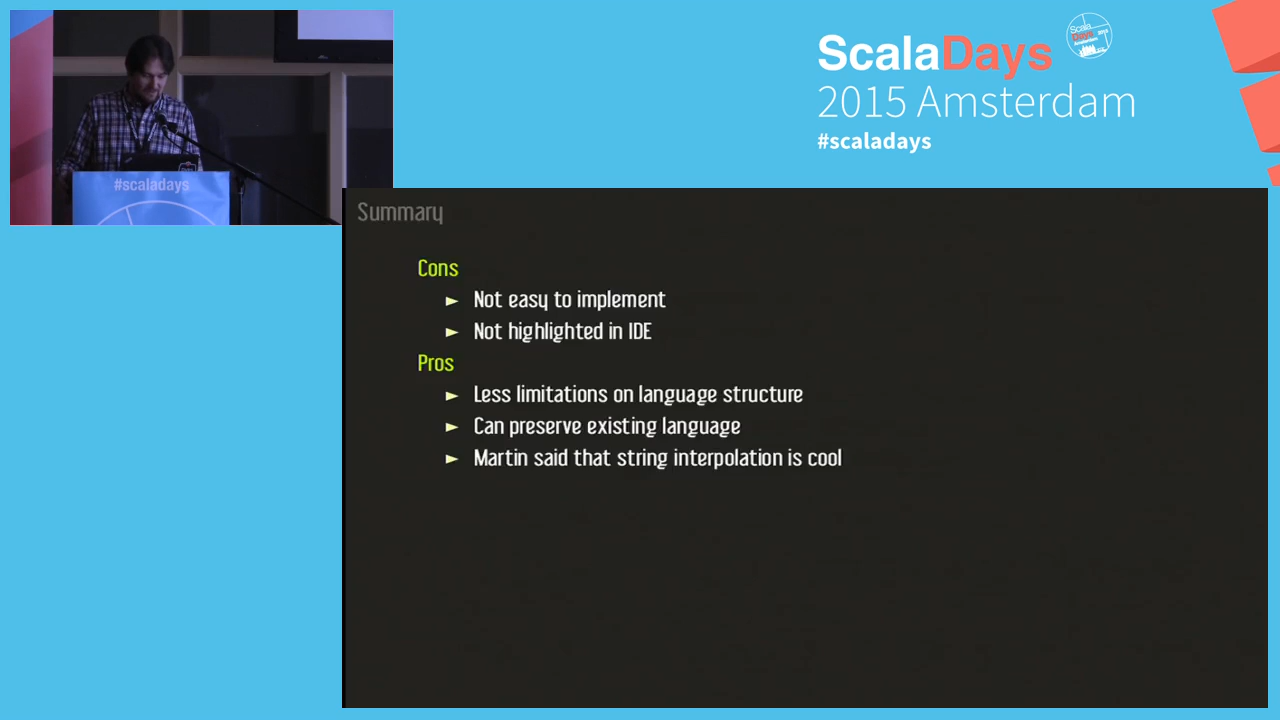 ScalaDays
2015 Amsterdam
#scaladays
#scaladays
Summary
Cons
► Not easy to implement
► Not highlighted in IDE
Pros
► Less limitations on language structure
► Can preserve existing language
► Martin said that string interpolation is cool